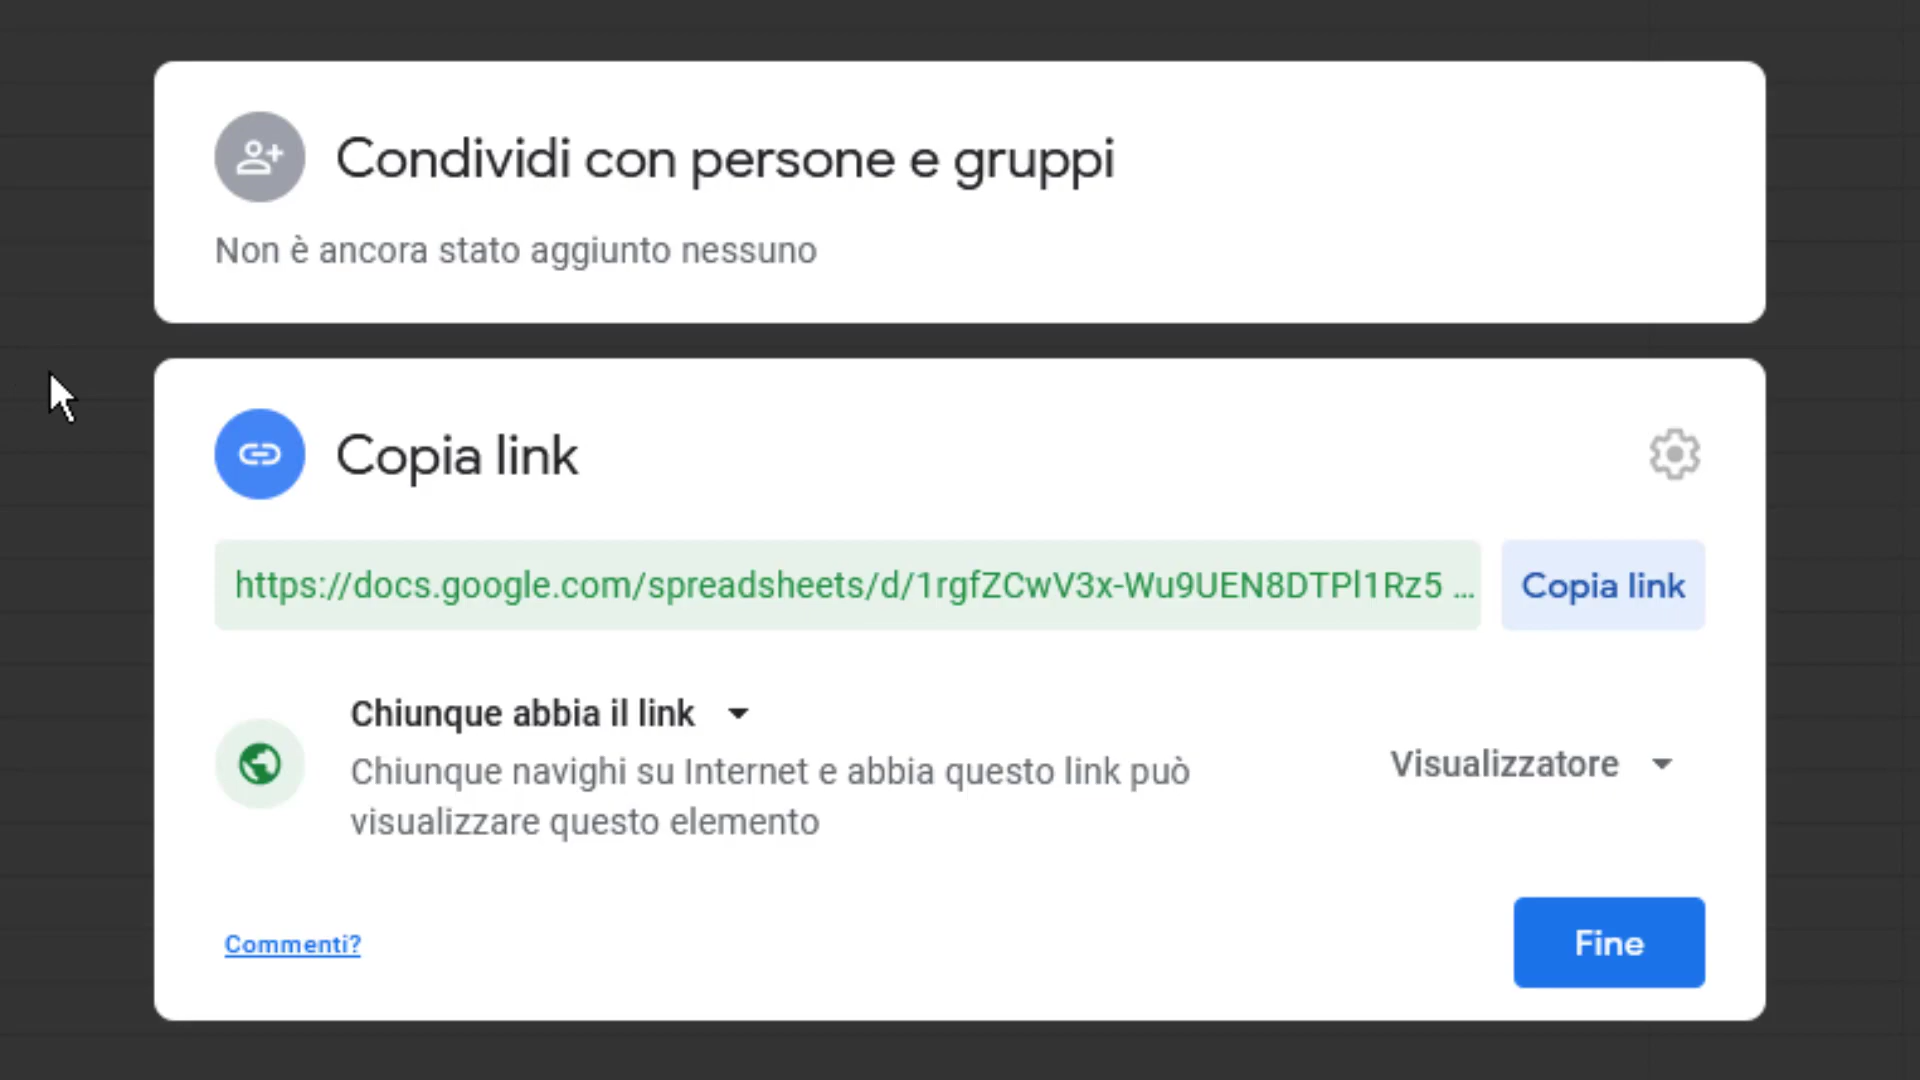 Condividi con persone e gruppi
Non è ancora stato aggiunto nessuno
Copia link
https://docs.google.com/spreadsheets/d/1rgfZCwV3x-Wu9UEN8DTPl1Rz5 ...
Copia link
Chiunque abbia il link
Chiunque navighi su Internet e abbia questo link può
visualizzare questo elemento
Visualizzatore
Commenti?
Fine